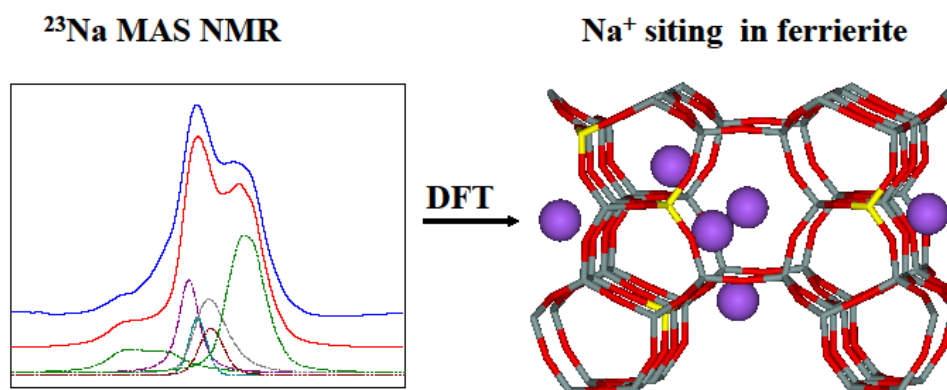 ²³Na MAS NMR
Na⁺ siting in ferrierite
DFT